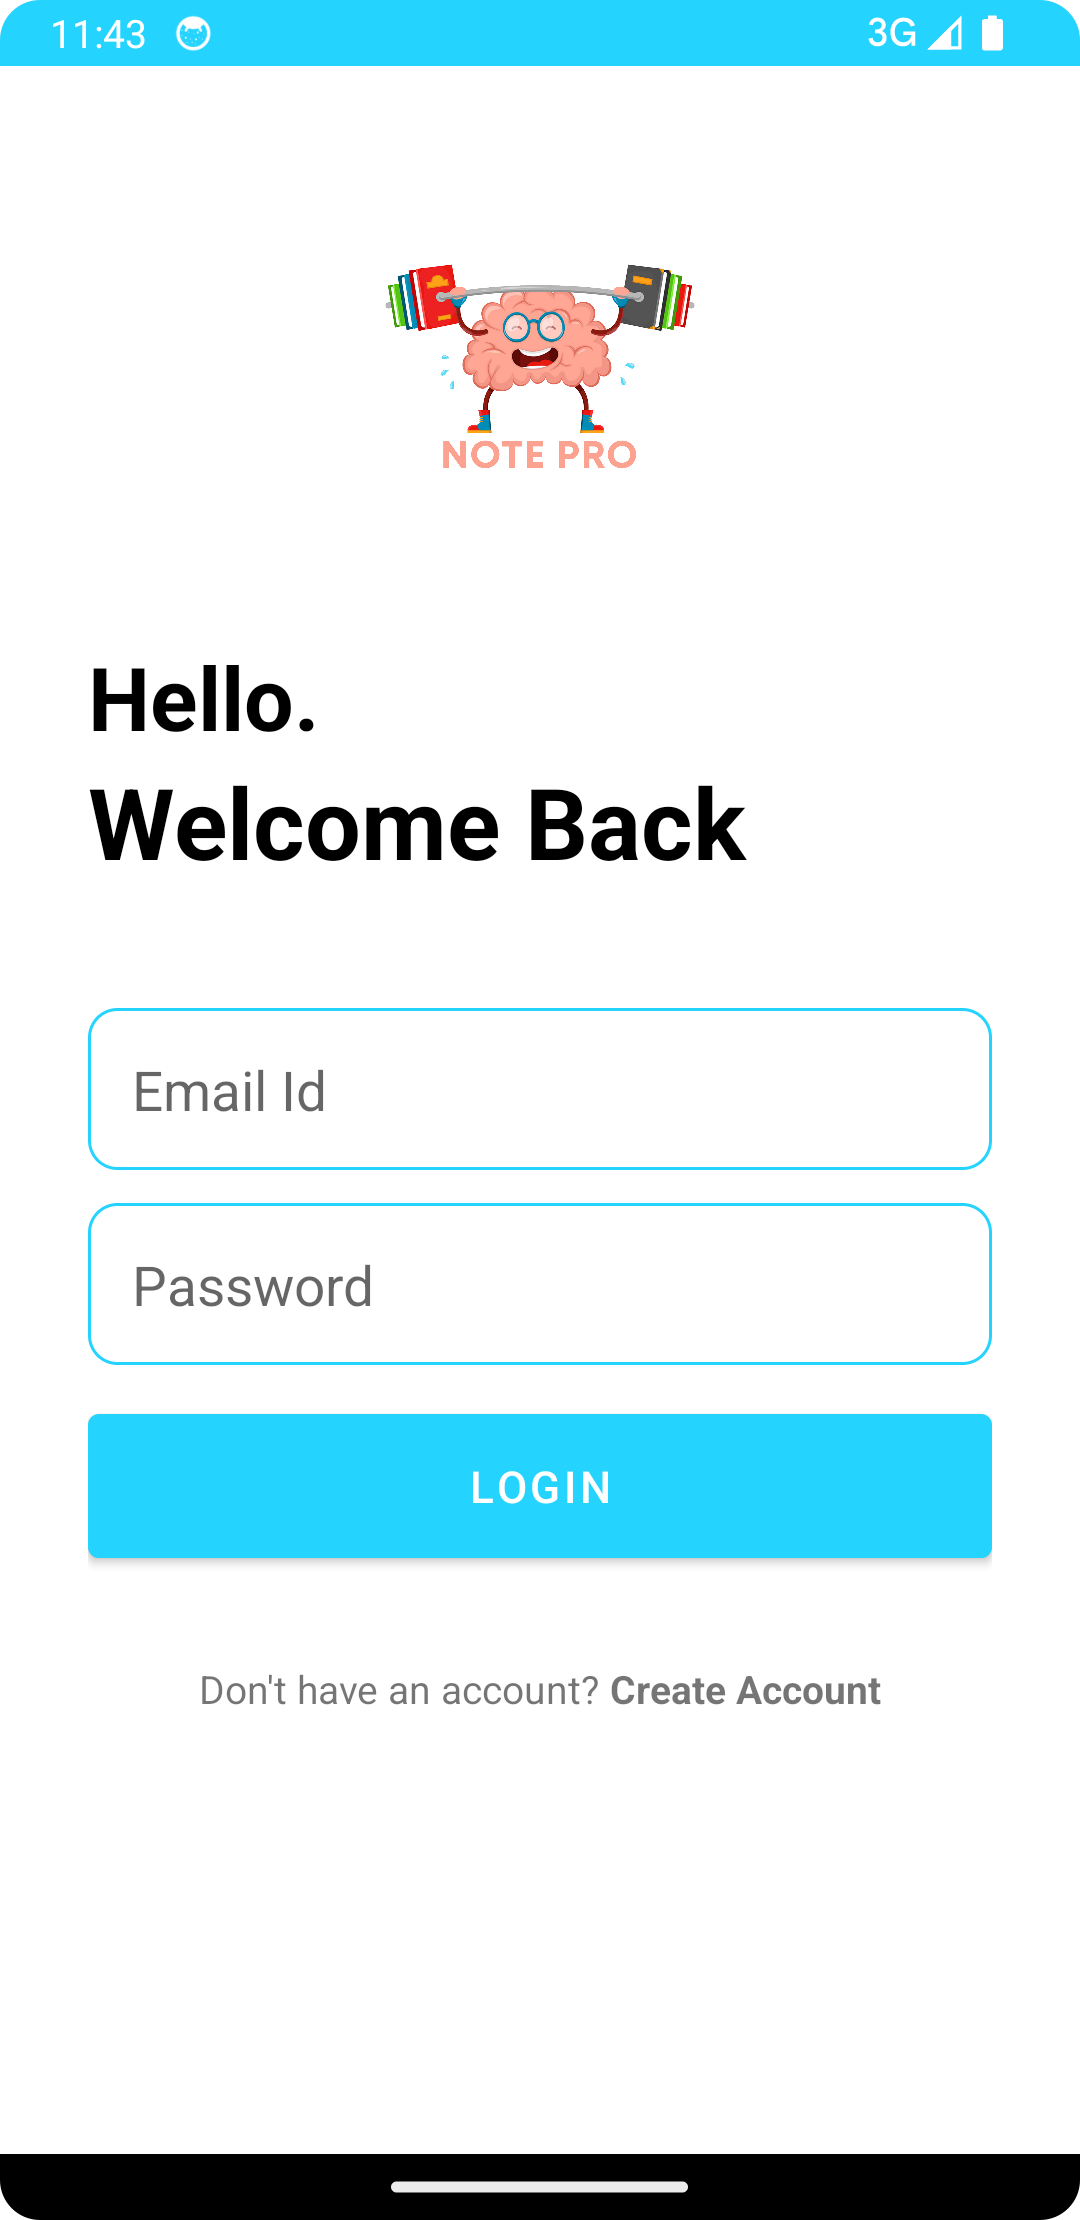 11:43 3G
NOTE PRO
Hello.
Welcome Back
Email Id
Password
LOGIN
Don't have an account? Create Account